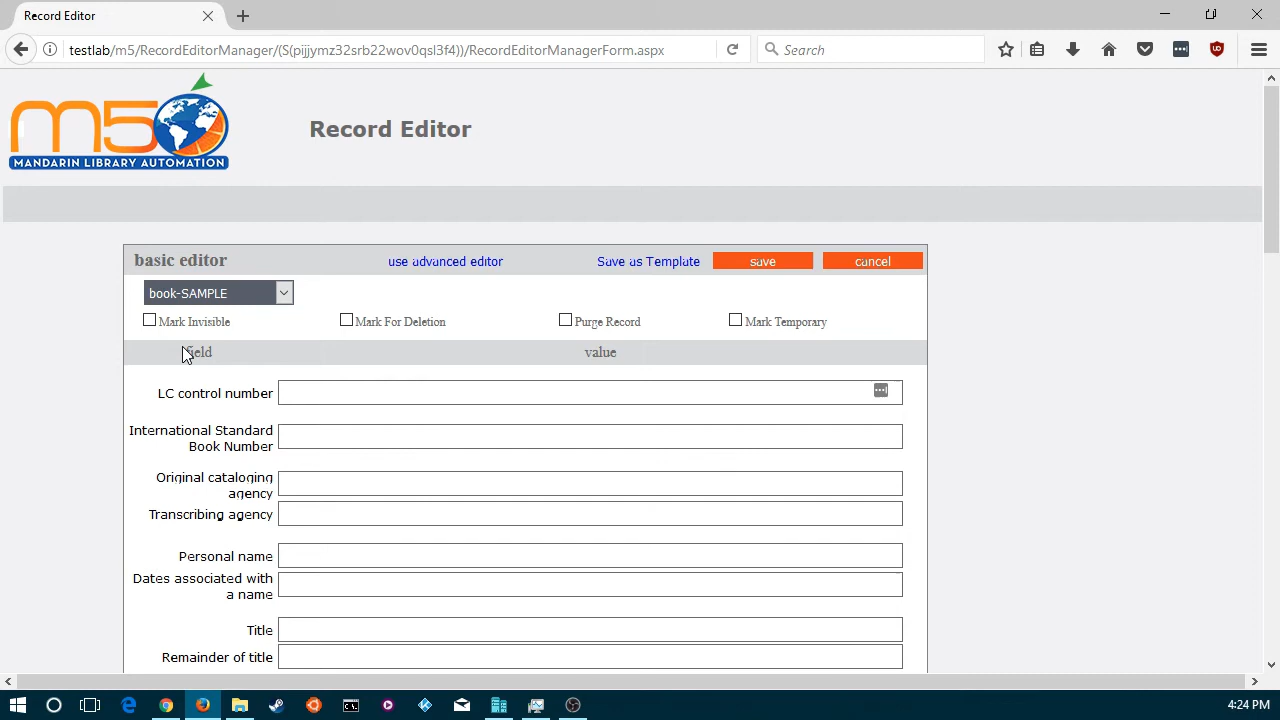 Record Editor
testlab/m5/RecordEditorManager/(S(pijjymz32srb22wov0qsl3f4))/RecordEditorManagerForm.aspx
Search
m5
MANDARIN LIBRARY AUTOMATION
Record Editor
basic editor use advanced editor Save as Template save cancel
book-SAMPLE
Mark Invisible Mark For Deletion Purge Record Mark Temporary
field value
LC control number
International Standard
Book Number
Original cataloging
agency
Transcribing agency
Personal name
Dates associated with
a name
Title
Remainder of title
4:24 PM